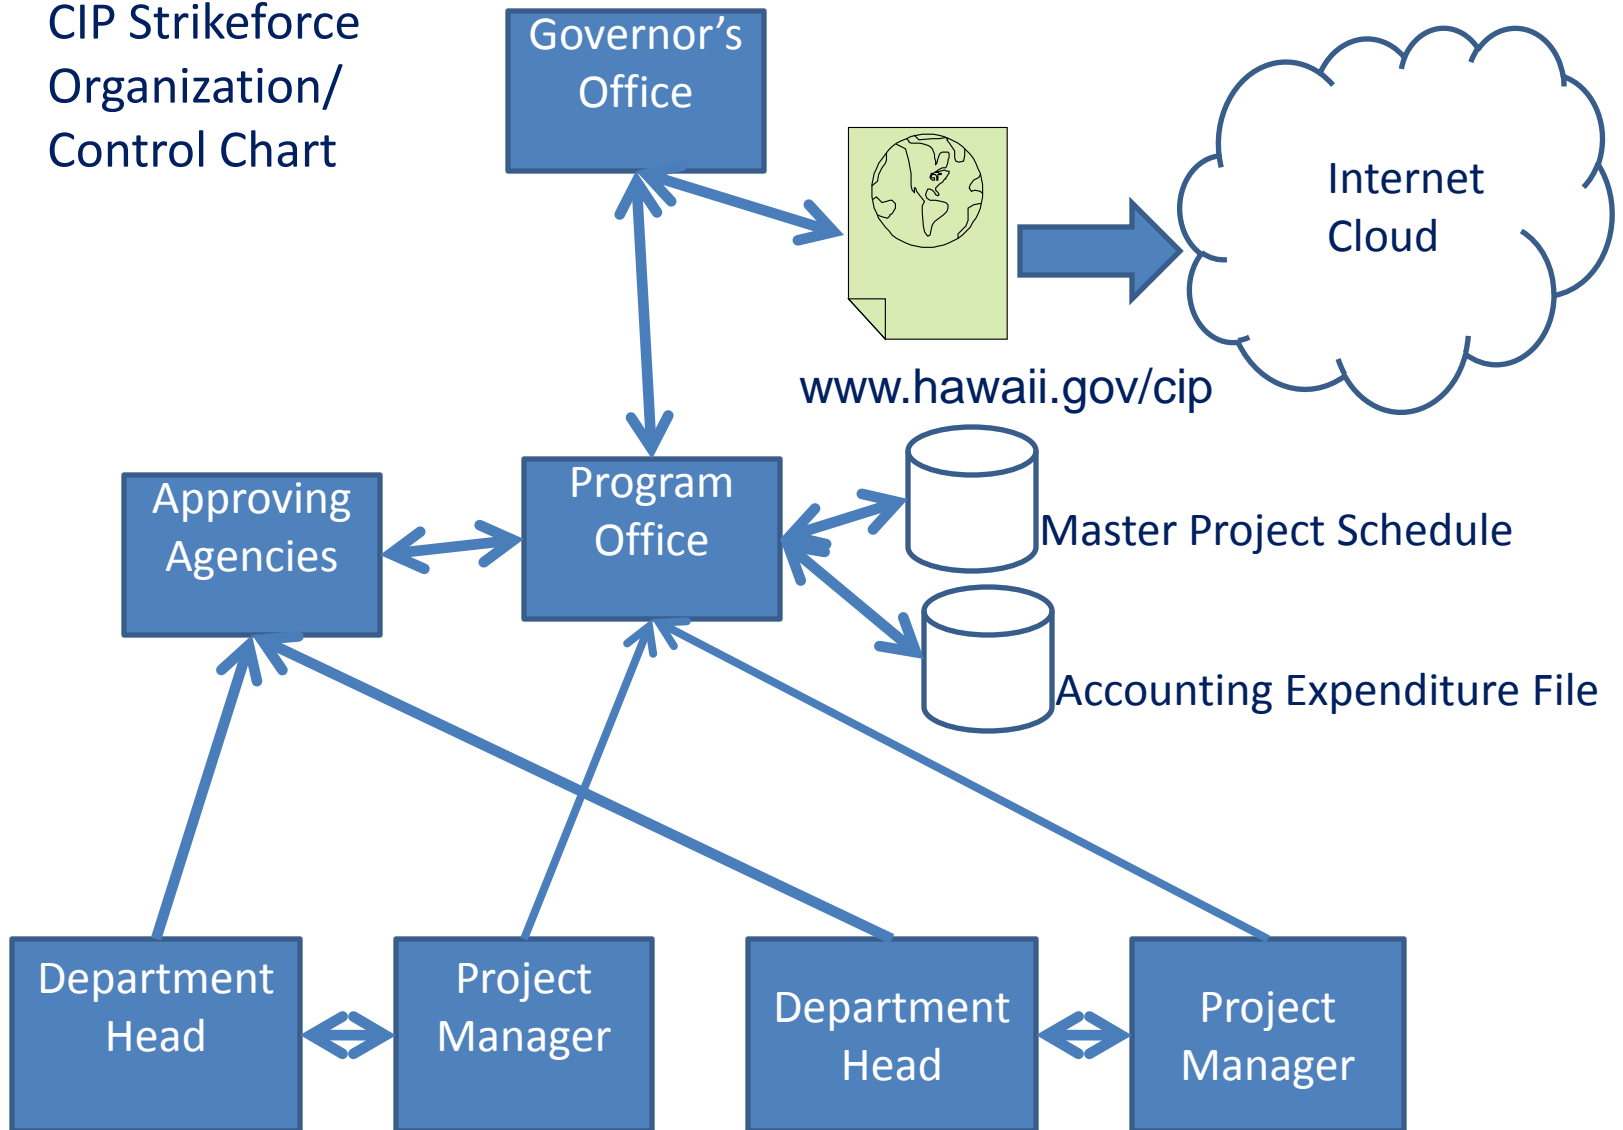 CIP Strikeforce
Organization/
Control Chart
Governor’s
Office
Internet
Cloud
www.hawaii.gov/cip
Approving
Agencies
Program
Office
Master Project Schedule
Accounting Expenditure File
Department
Head
Project
Manager
Department
Head
Project
Manager